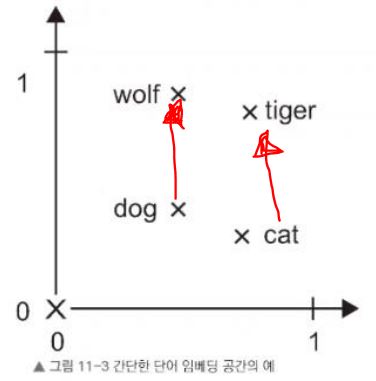 1
wolf × × tiger
dog ×
× cat
0 ×
0 1
▲ 그림 11-3 간단한 단어 임베딩 공간의 예